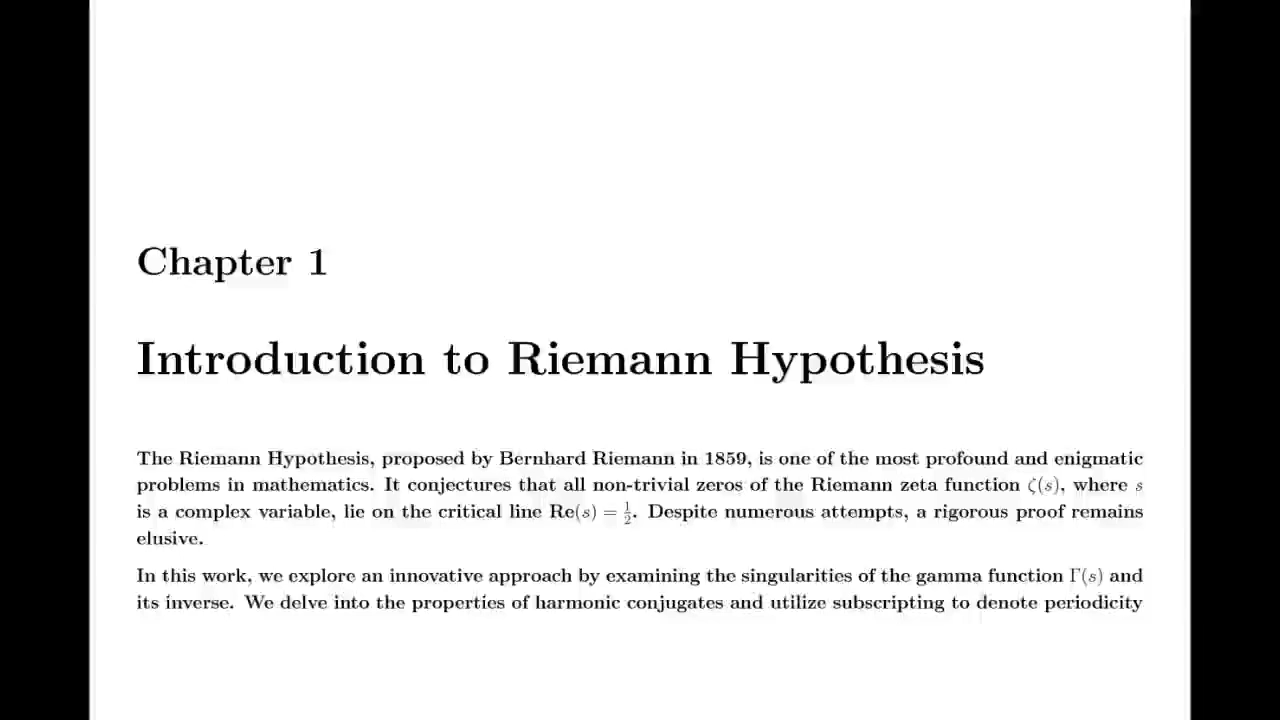 Chapter 1
Introduction to Riemann Hypothesis
The Riemann Hypothesis, proposed by Bernhard Riemann in 1859, is one of the most profound and enigmatic
problems in mathematics. It conjectures that all non-trivial zeros of the Riemann zeta function ζ(s), where s
is a complex variable, lie on the critical line Re(s) = 1/2. Despite numerous attempts, a rigorous proof remains
elusive.
In this work, we explore an innovative approach by examining the singularities of the gamma function Γ(s) and
its inverse. We delve into the properties of harmonic conjugates and utilize subscripting to denote periodicity